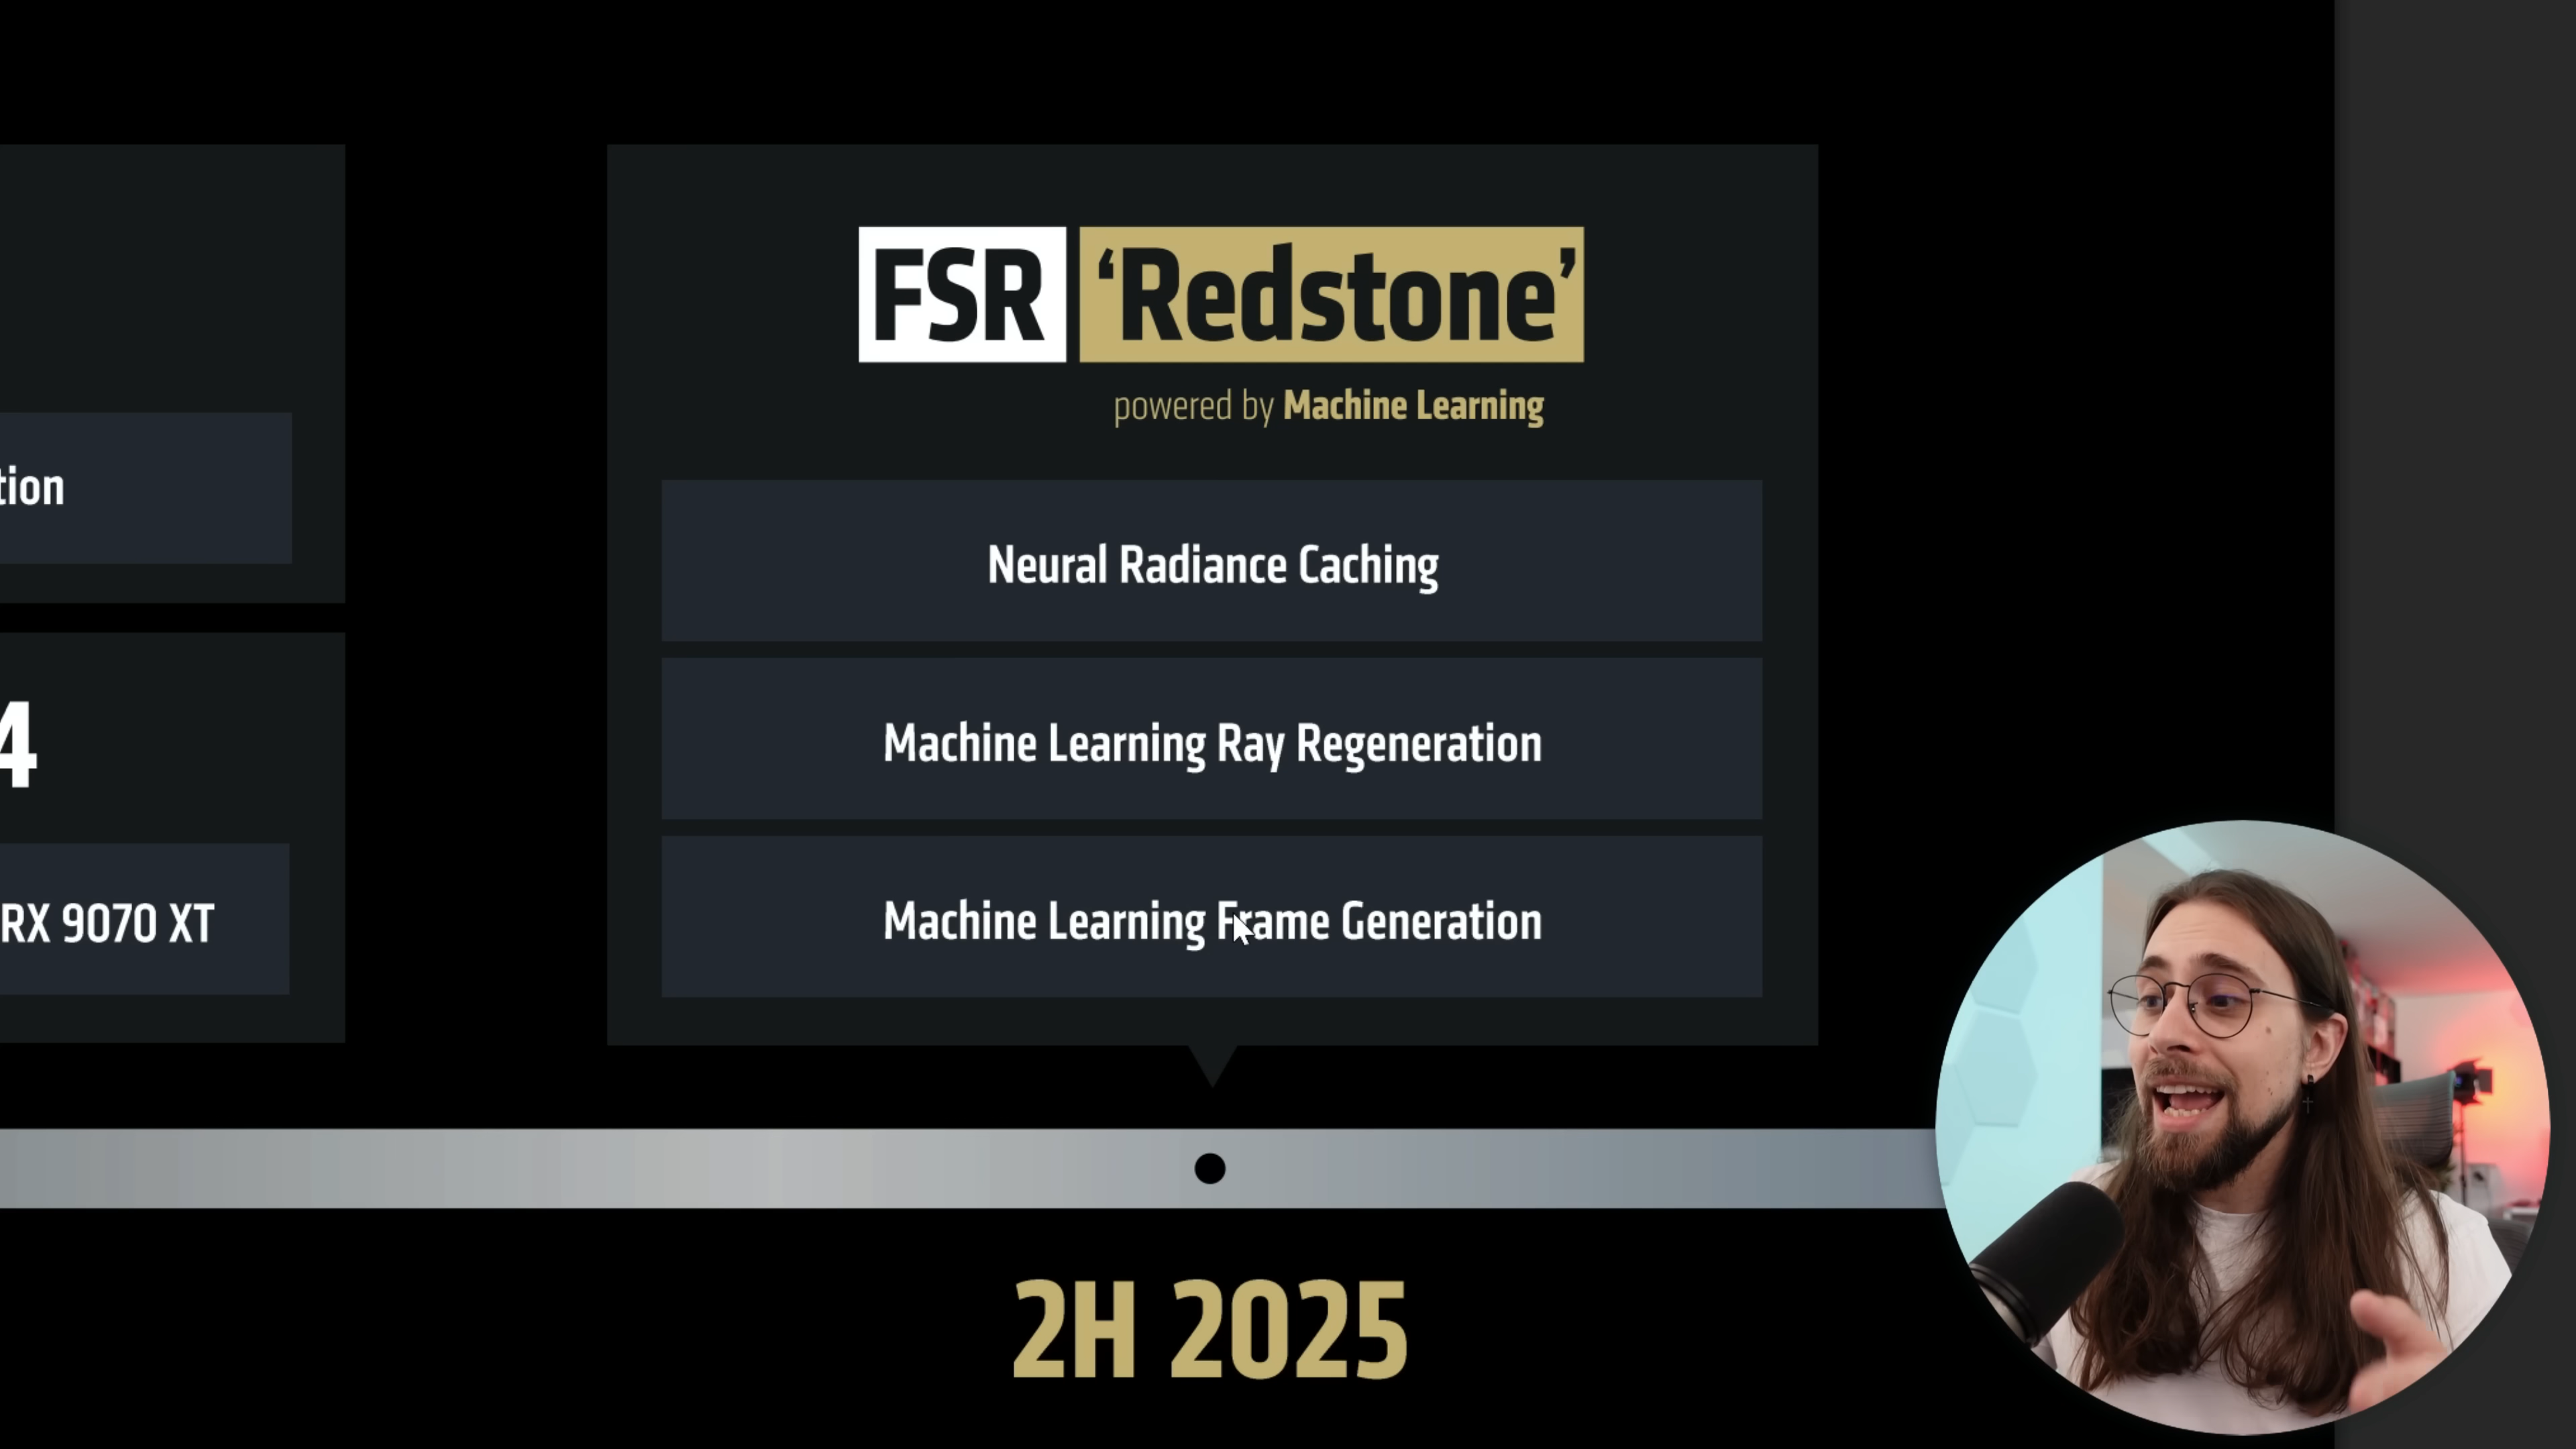 tion
4
RX 9070 XT
FSR ‘Redstone’
powered by Machine Learning
Neural Radiance Caching
Machine Learning Ray Regeneration
Machine Learning Frame Generation
2H 2025